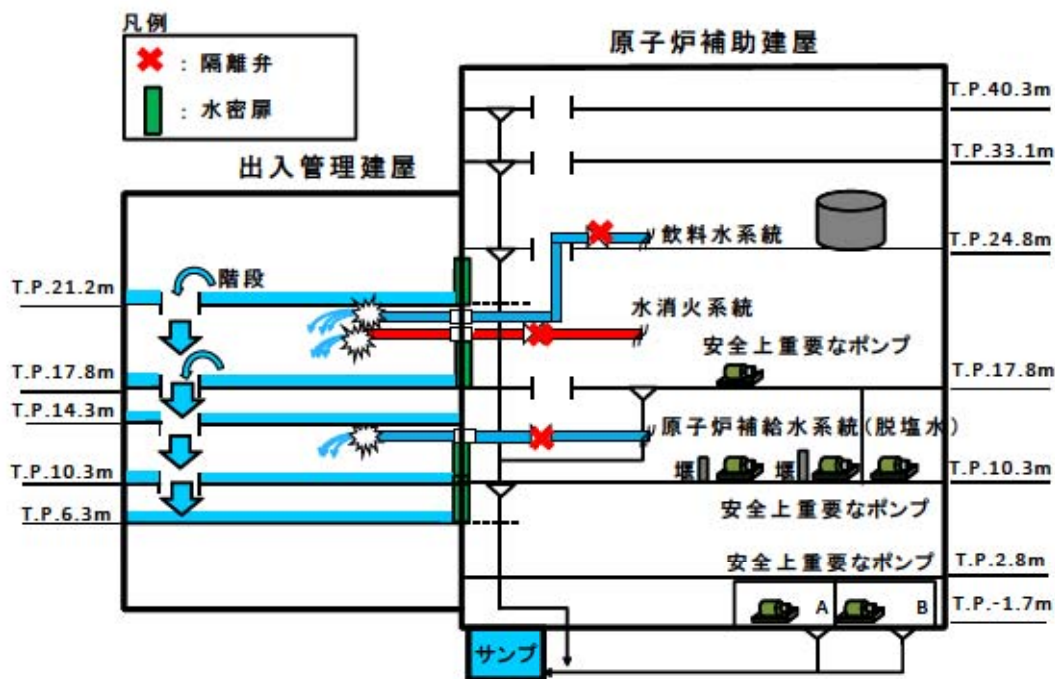 凡例
: 隔離弁
: 水密扉
原子炉補助建屋
出入管理建屋
T.P.40.3m
T.P.33.1m
T.P.24.8m
飲料水系統
T.P.21.2m
階段
水消火系統
安全上重要なポンプ
T.P.17.8m
T.P.17.8m
T.P.14.3m
原子炉補給水系統(脱塩水)
T.P.10.3m
堰
堰
T.P.10.3m
安全上重要なポンプ
T.P.6.3m
安全上重要なポンプ
T.P.2.8m
A
B
T.P.-1.7m
サンプ